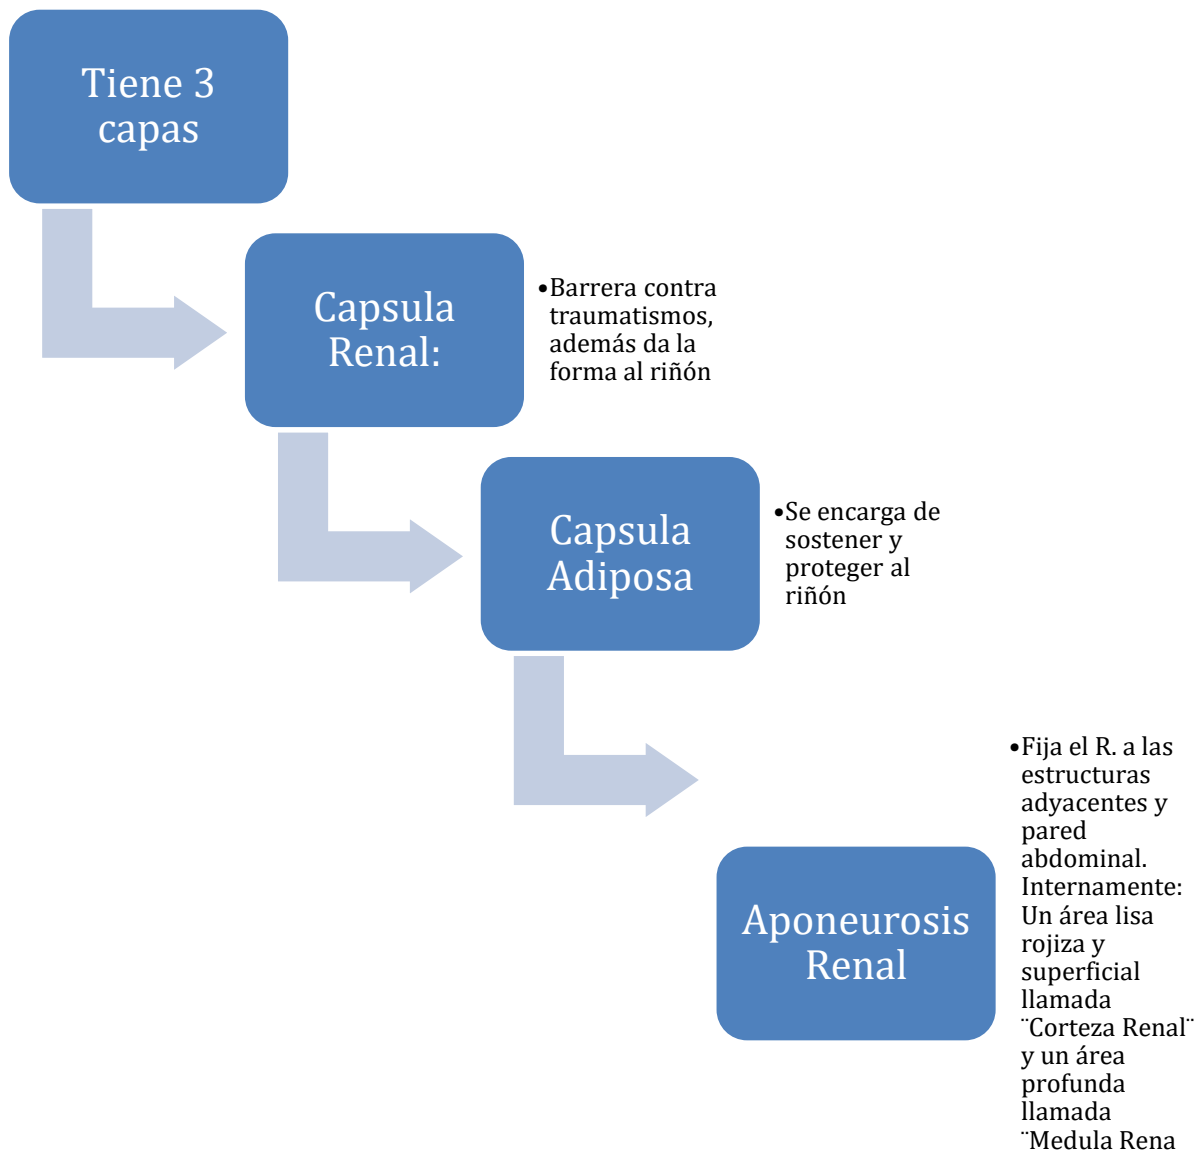 Tiene 3
capas
Capsula
Renal:
•Barrera contra
traumatismos,
además da la
forma al riñón
Capsula
Adiposa
•Se encarga de
sostener y
proteger al
riñón
Aponeurosis
Renal
•Fija el R. a las
estructuras
adyacentes y
pared
abdominal.
Internamente:
Un área lisa
rojiza y
superficial
llamada
¨Corteza Renal¨
y un área
profunda
llamada
¨Medula Rena